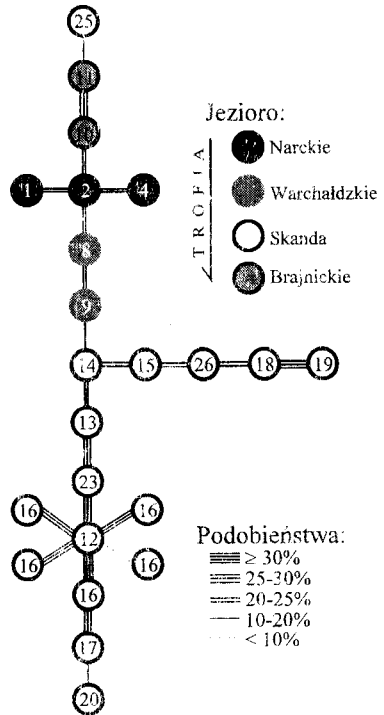 25
Jezioro:
1 2 4
Narckie
TROFIA
Warchałdzkie
8
Skanda
9
Brajnickie
14 15 26 18 19
13
23
16 16
12
16 16
16
17
20
Podobieństwa:
≥ 30%
25-30%
20-25%
10-20%
< 10%